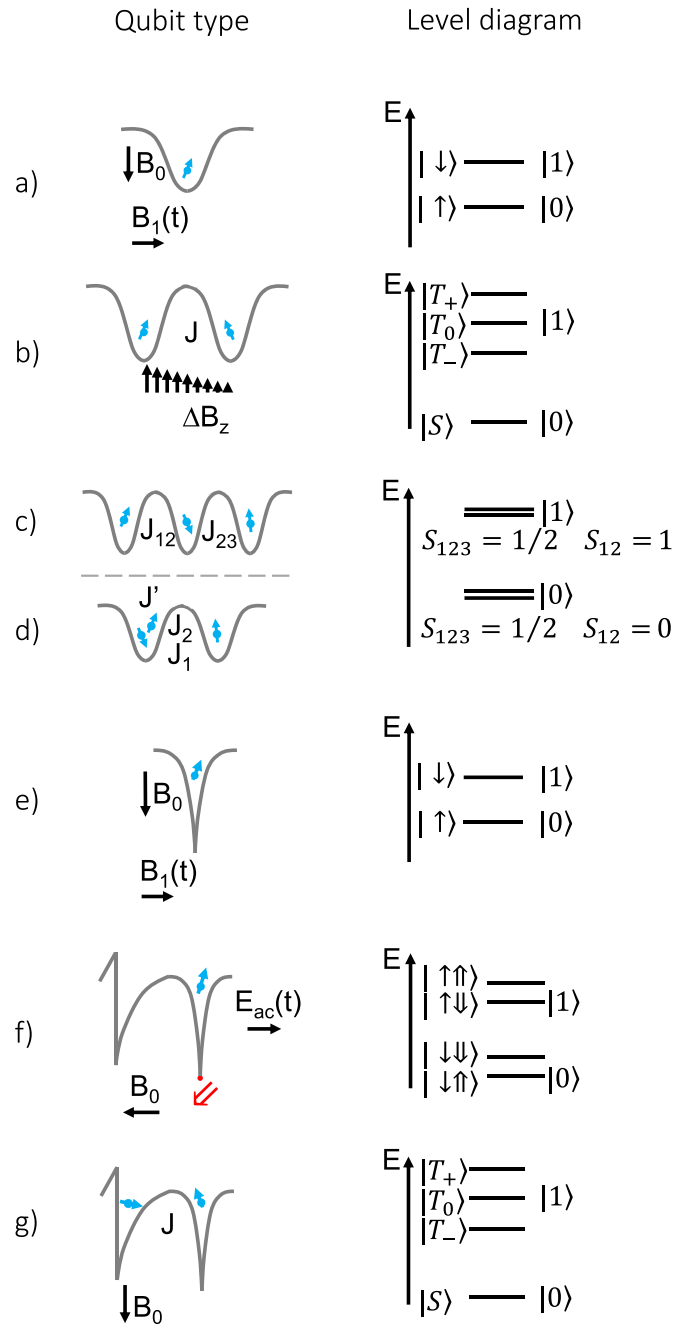 Qubit type Level diagram
a)
B₀
B₁(t)
E
| ↓⟩ |1⟩
| ↑⟩ |0⟩
b)
J
ΔB_z
E
|T₊⟩
|T₀⟩ |1⟩
|T₋⟩
|S⟩ |0⟩
c)
J₁₂ J₂₃
E
|1⟩
S₁₂₃ = 1/2 S₁₂ = 1
d)
J'
J₂
J₁
|0⟩
S₁₂₃ = 1/2 S₁₂ = 0
e)
B₀
B₁(t)
E
| ↓⟩ |1⟩
| ↑⟩ |0⟩
f)
E_ac(t)
B₀
E
| ↑⇑⟩
| ↑⇓⟩ |1⟩
| ↓⇓⟩
| ↓⇑⟩ |0⟩
g)
J
B₀
E
|T₊⟩
|T₀⟩ |1⟩
|T₋⟩
|S⟩ |0⟩